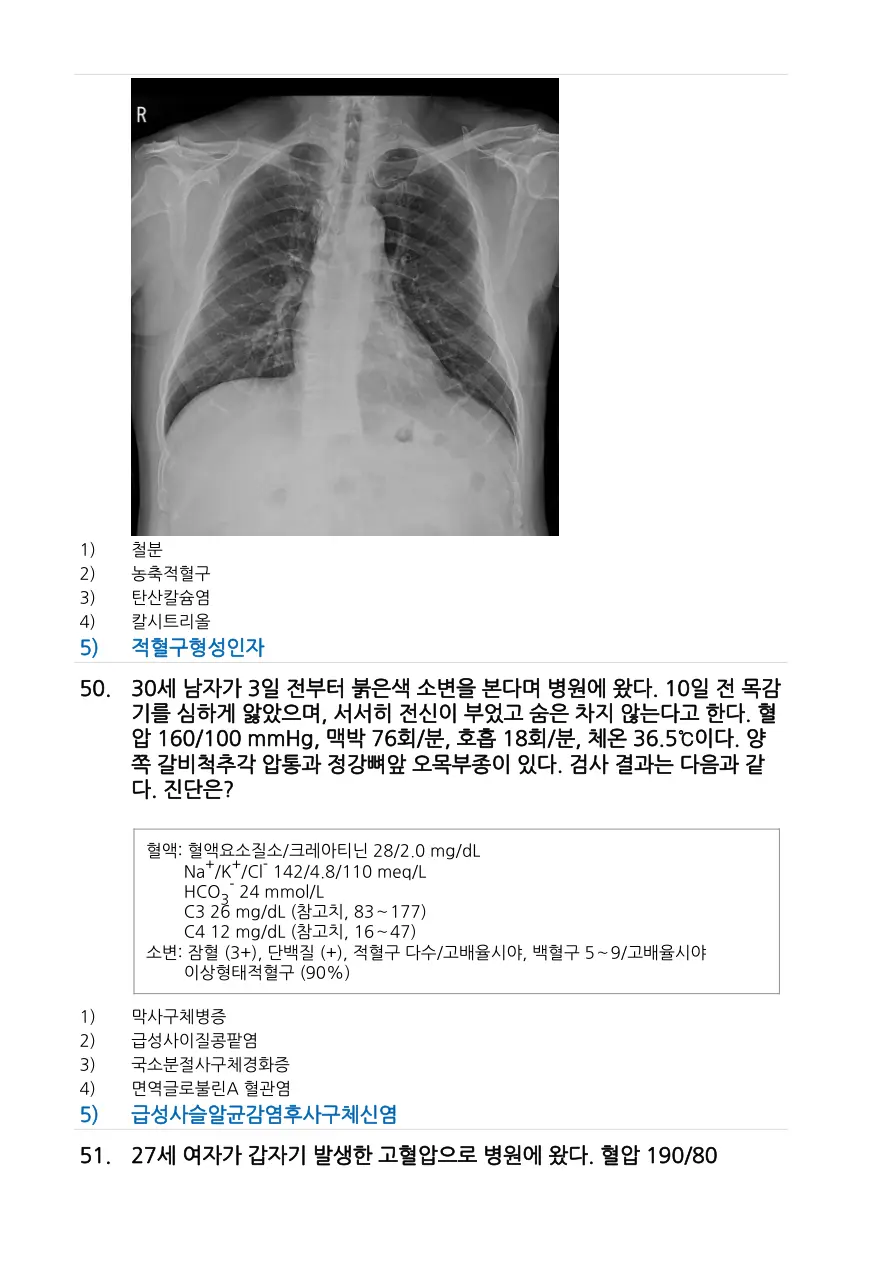 R
1) 철분
2) 농축적혈구
3) 탄산칼슘염
4) 칼시트리올
5) 적혈구형성인자
50. 30세 남자가 3일 전부터 붉은색 소변을 본다며 병원에 왔다. 10일 전 목감
기를 심하게 앓았으며, 서서히 전신이 부었고 숨은 차지 않는다고 한다. 혈
압 160/100 mmHg, 맥박 76회/분, 호흡 18회/분, 체온 36.5℃이다. 양
쪽 갈비척추각 압통과 정강뼈앞 오목부종이 있다. 검사 결과는 다음과 같
다. 진단은?
혈액: 혈액요소질소/크레아티닌 28/2.0 mg/dL
Na⁺/K⁺/Cl⁻ 142/4.8/110 meq/L
HCO₃⁻ 24 mmol/L
C3 26 mg/dL (참고치, 83~177)
C4 12 mg/dL (참고치, 16~47)
소변: 잠혈 (3+), 단백질 (+), 적혈구 다수/고배율시야, 백혈구 5~9/고배율시야
이상형태적혈구 (90%)
1) 막사구체병증
2) 급성사이질콩팥염
3) 국소분절사구체경화증
4) 면역글로불린A 혈관염
5) 급성사슬알균감염후사구체신염
51. 27세 여자가 갑자기 발생한 고혈압으로 병원에 왔다. 혈압 190/80